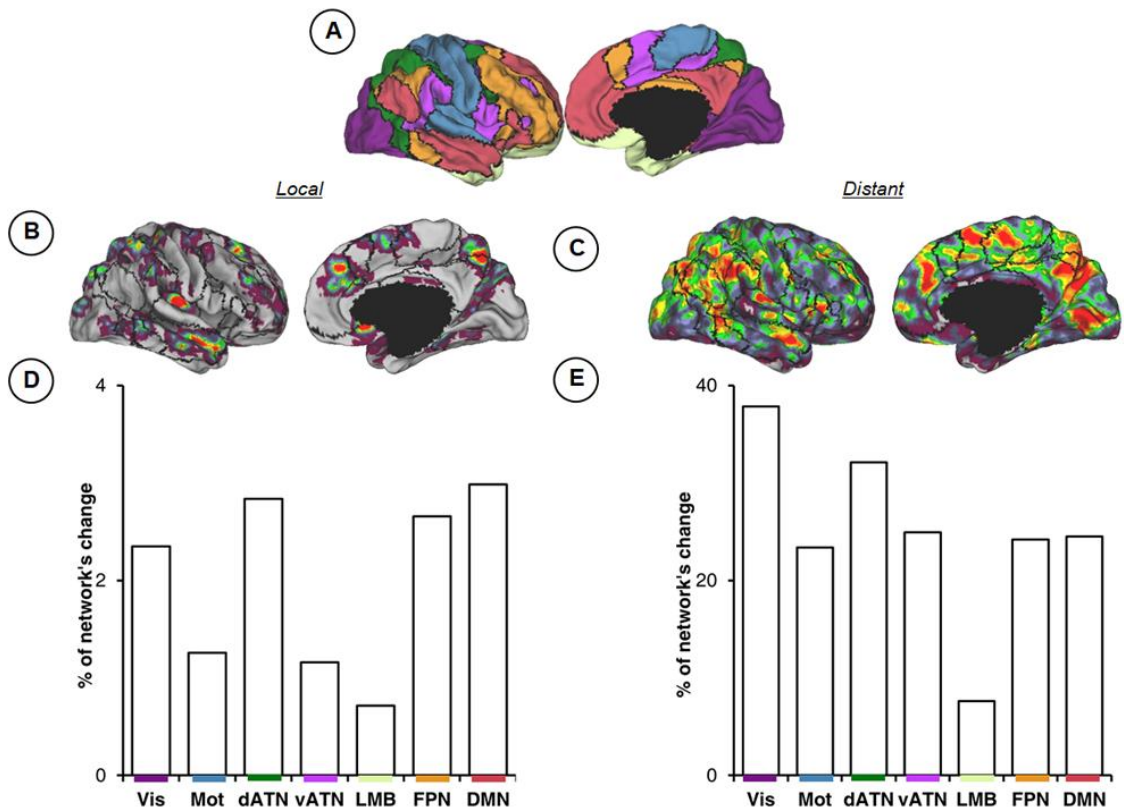 A
Local
Distant
B
C
D
E
4
2
0
% of network's change
Vis Mot dATN vATN LMB FPN DMN
40
20
0
% of network's change
Vis Mot dATN vATN LMB FPN DMN